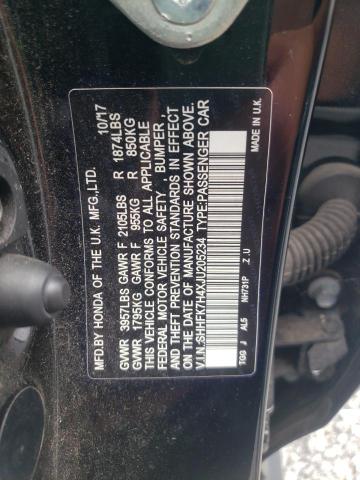 MFD.BY HONDA OF THE U.K. MFG.,LTD. 10/17
GVWR 3957LBS GAWR F 2105LBS R 1874LBS
GVWR 1795KG GAWR F 955KG R 850KG
THIS VEHICLE CONFORMS TO ALL APPLICABLE
FEDERAL MOTOR VEHICLE SAFETY, BUMPER, AND
THEFT PREVENTION STANDARDS IN EFFECT
ON THE DATE OF MANUFACTURE SHOWN ABOVE.
V.I.N.:SHHFK7H4XJU205234 TYPE:PASSENGER CAR
TGG J AL5 NH731P Z U MADE IN U.K.